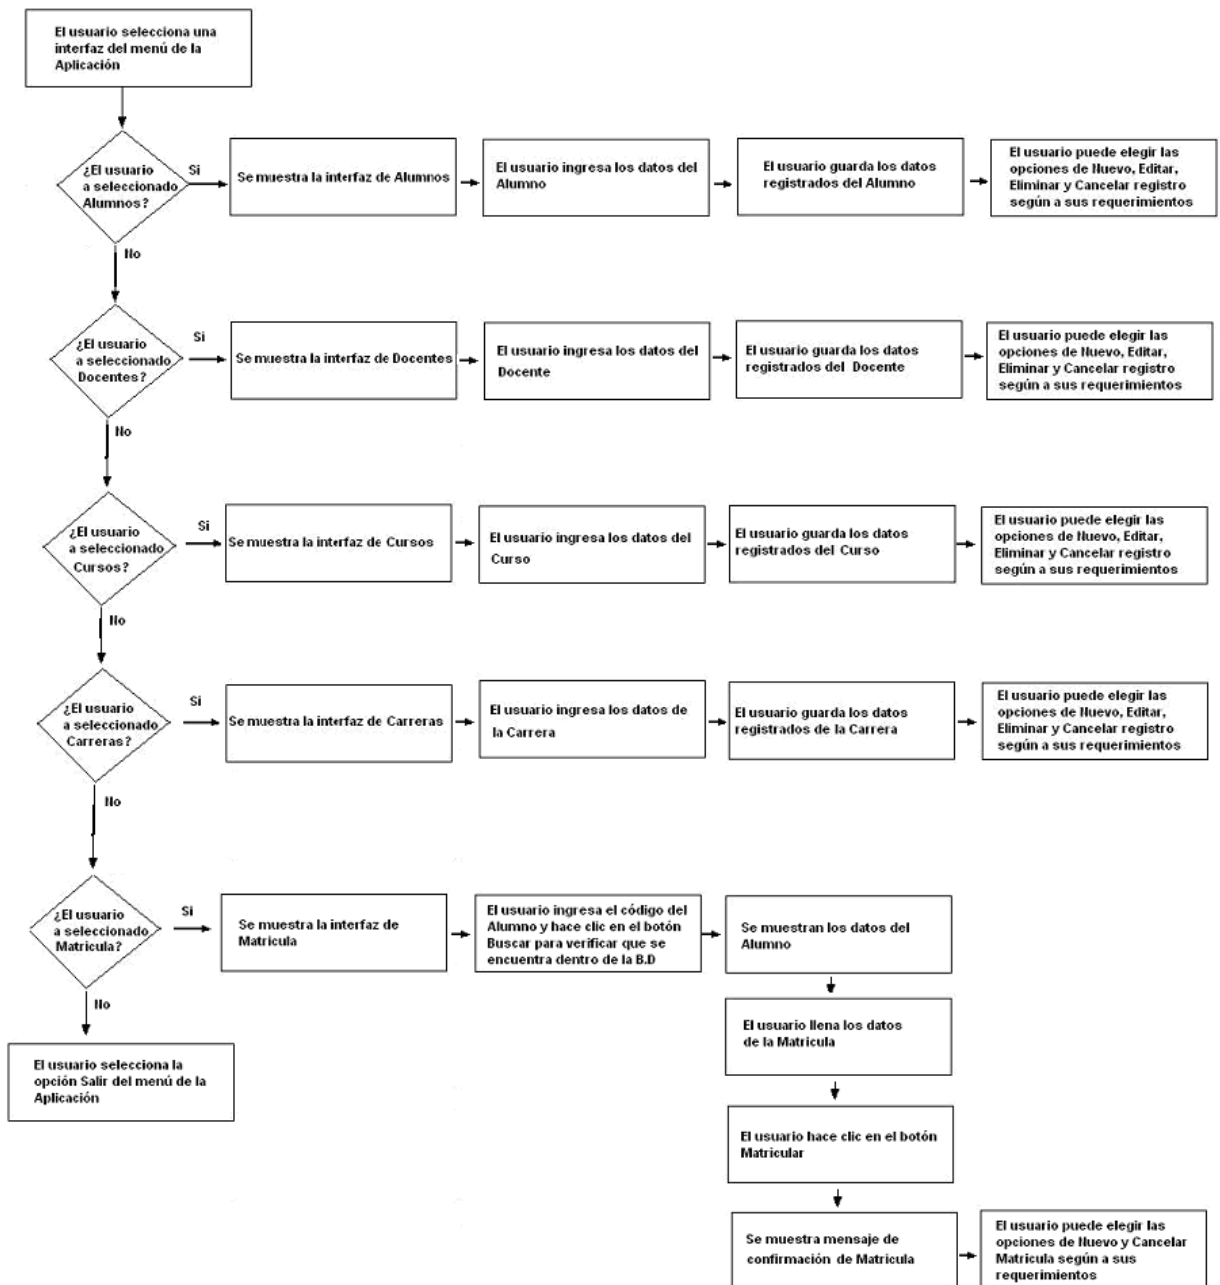 El usuario selecciona una
interfaz del menú de la
Aplicación
¿El usuario
a seleccionado
Alumnos?
Si
Se muestra la interfaz de Alumnos
El usuario ingresa los datos del
Alumno
El usuario guarda los datos
registrados del Alumno
El usuario puede elegir las
opciones de Nuevo, Editar,
Eliminar y Cancelar registro
según a sus requerimientos
No
¿El usuario
a seleccionado
Docentes?
Si
Se muestra la interfaz de Docentes
El usuario ingresa los datos del
Docente
El usuario guarda los datos
registrados del Docente
El usuario puede elegir las
opciones de Nuevo, Editar,
Eliminar y Cancelar registro
según a sus requerimientos
No
¿El usuario
a seleccionado
Cursos?
Si
Se muestra la interfaz de Cursos
El usuario ingresa los datos del
Curso
El usuario guarda los datos
registrados del Curso
El usuario puede elegir las
opciones de Nuevo, Editar,
Eliminar y Cancelar registro
según a sus requerimientos
No
¿El usuario
a seleccionado
Carreras?
Si
Se muestra la interfaz de Carreras
El usuario ingresa los datos de
la Carrera
El usuario guarda los datos
registrados de la Carrera
El usuario puede elegir las
opciones de Nuevo, Editar,
Eliminar y Cancelar registro
según a sus requerimientos
No
¿El usuario
a seleccionado
Matricula?
Si
Se muestra la interfaz de
Matricula
El usuario ingresa el código del
Alumno y hace clic en el botón
Buscar para verificar que se
encuentra dentro de la B.D
Se muestran los datos del
Alumno
No
El usuario selecciona la
opción Salir del menú de la
Aplicación
El usuario llena los datos
de la Matricula
El usuario hace clic en el botón
Matricular
Se muestra mensaje de
confirmación de Matricula
El usuario puede elegir las
opciones de Nuevo y Cancelar
Matricula según a sus
requerimientos